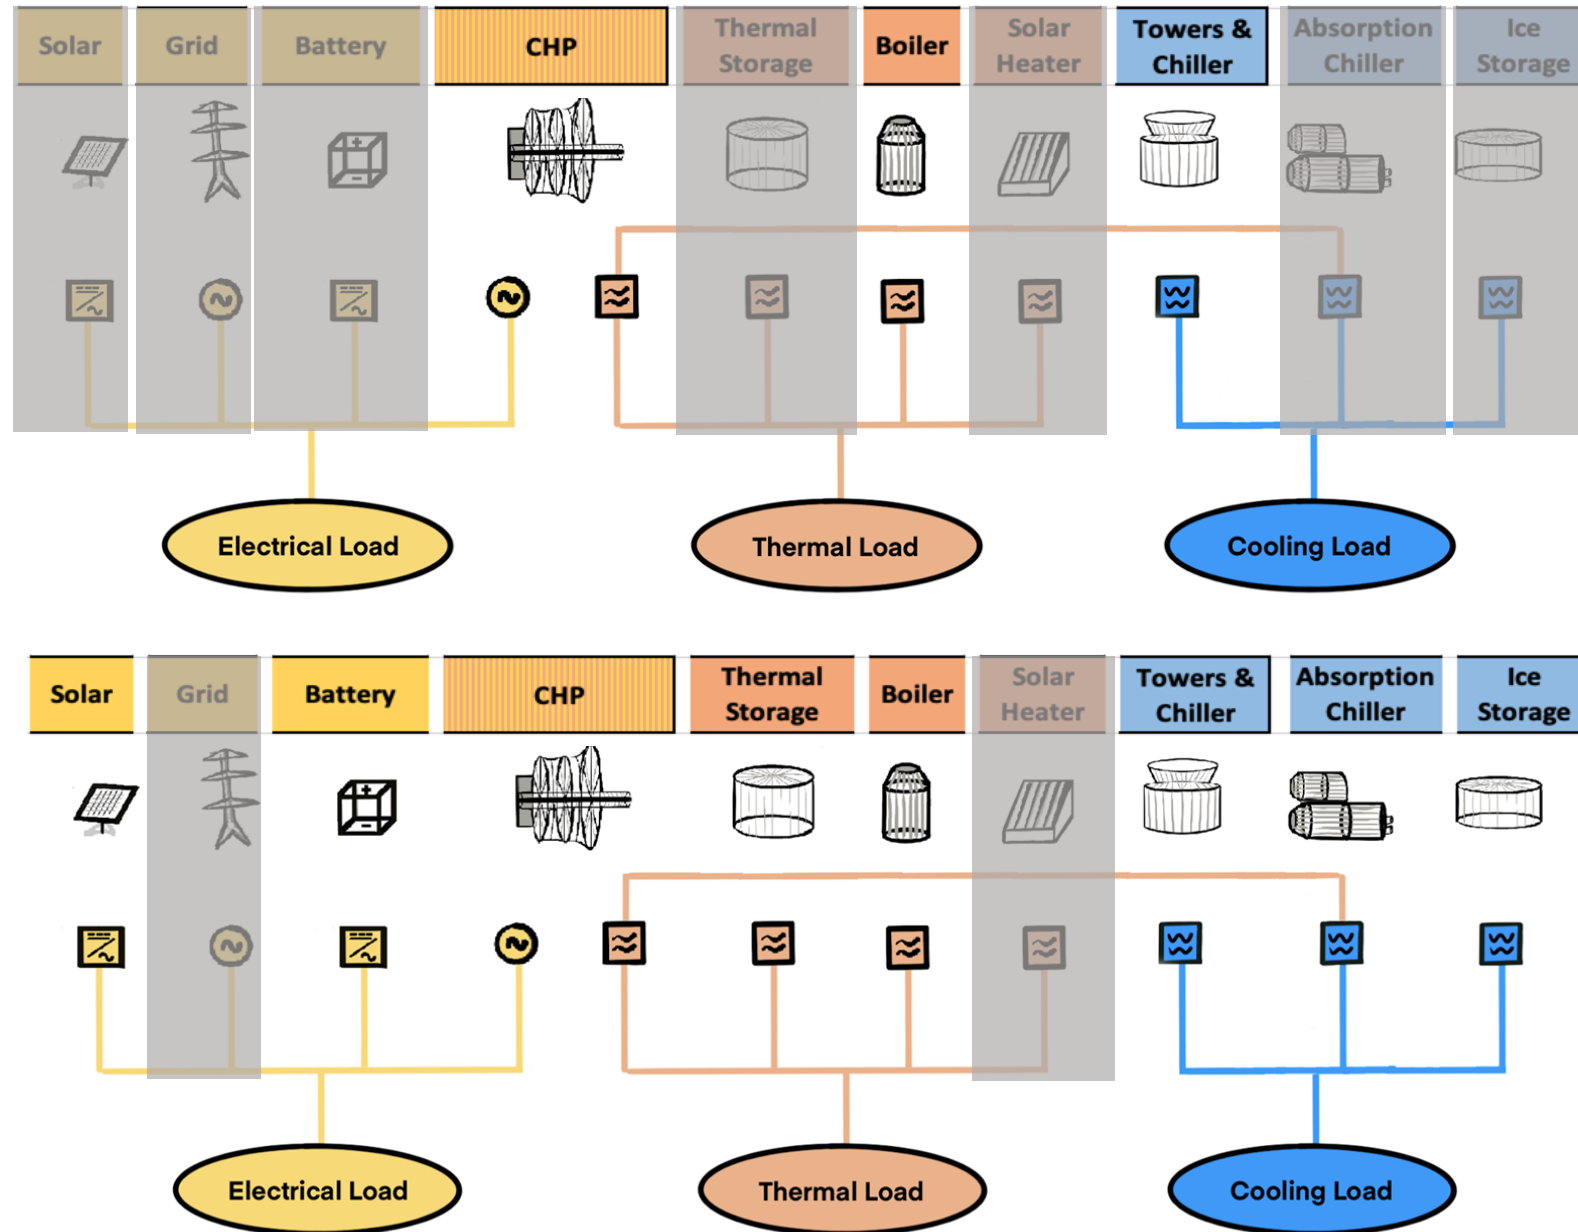 Solar
Grid
Battery
CHP
Thermal
Storage
Boiler
Solar
Heater
Towers &
Chiller
Absorption
Chiller
Ice
Storage
Electrical Load
Thermal Load
Cooling Load
Solar
Grid
Battery
CHP
Thermal
Storage
Boiler
Solar
Heater
Towers &
Chiller
Absorption
Chiller
Ice
Storage
Electrical Load
Thermal Load
Cooling Load